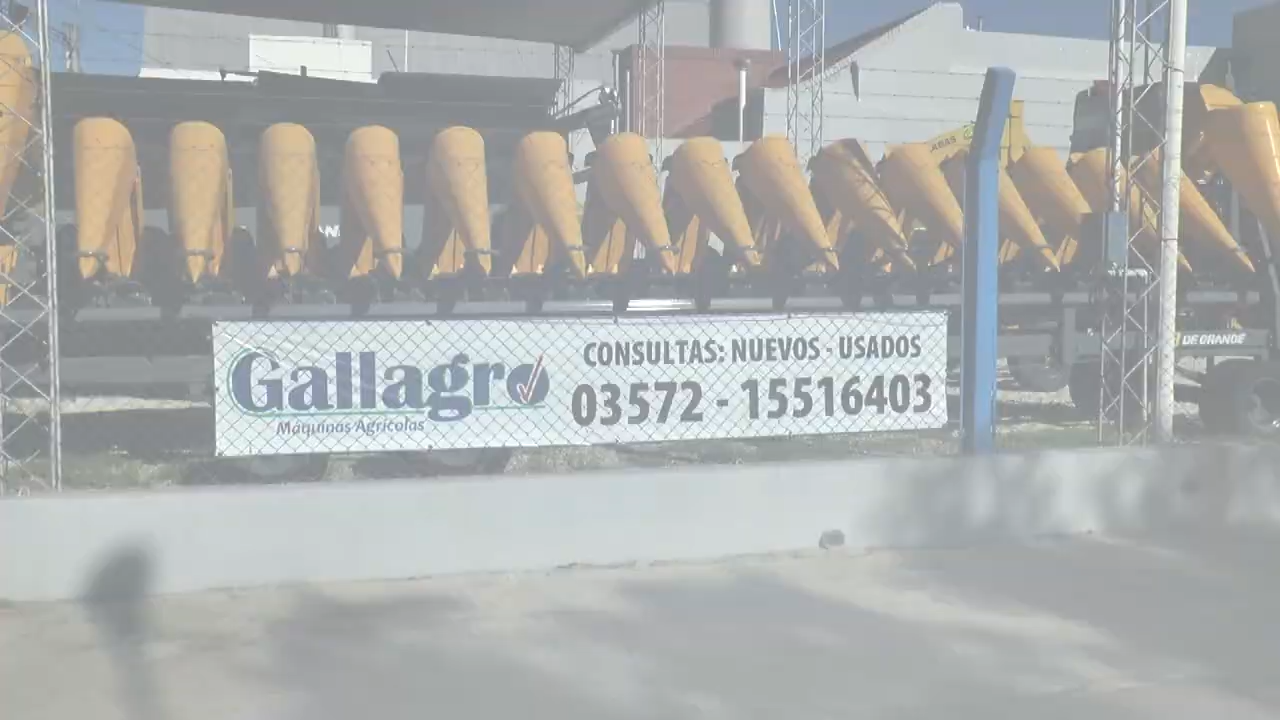 Gallagro
Máquinas Agrícolas
CONSULTAS: NUEVOS - USADOS
03572 - 15516403
DE GRANDE